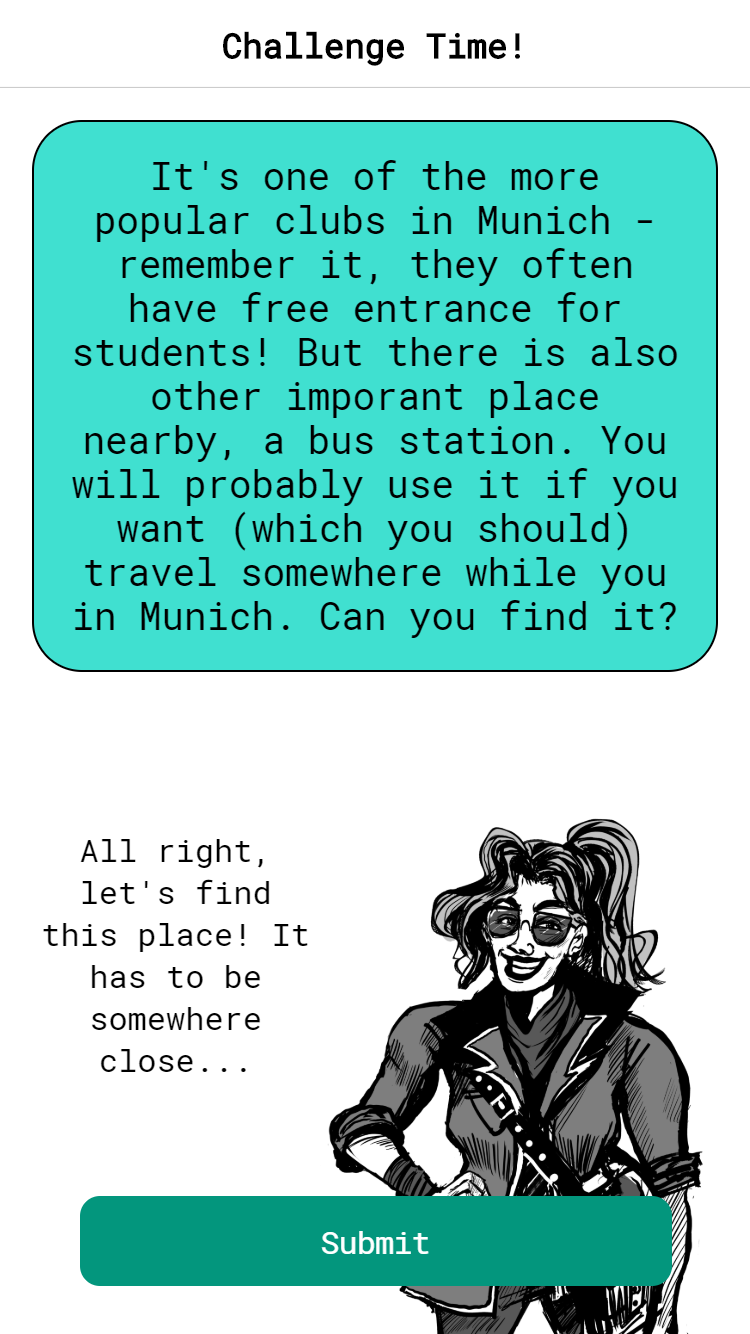 Challenge Time!
It's one of the more
popular clubs in Munich -
remember it, they often
have free entrance for
students! But there is also
other imporant place
nearby, a bus station. You
will probably use it if you
want (which you should)
travel somewhere while you
in Munich. Can you find it?
All right,
let's find
this place! It
has to be
somewhere
close...
Submit